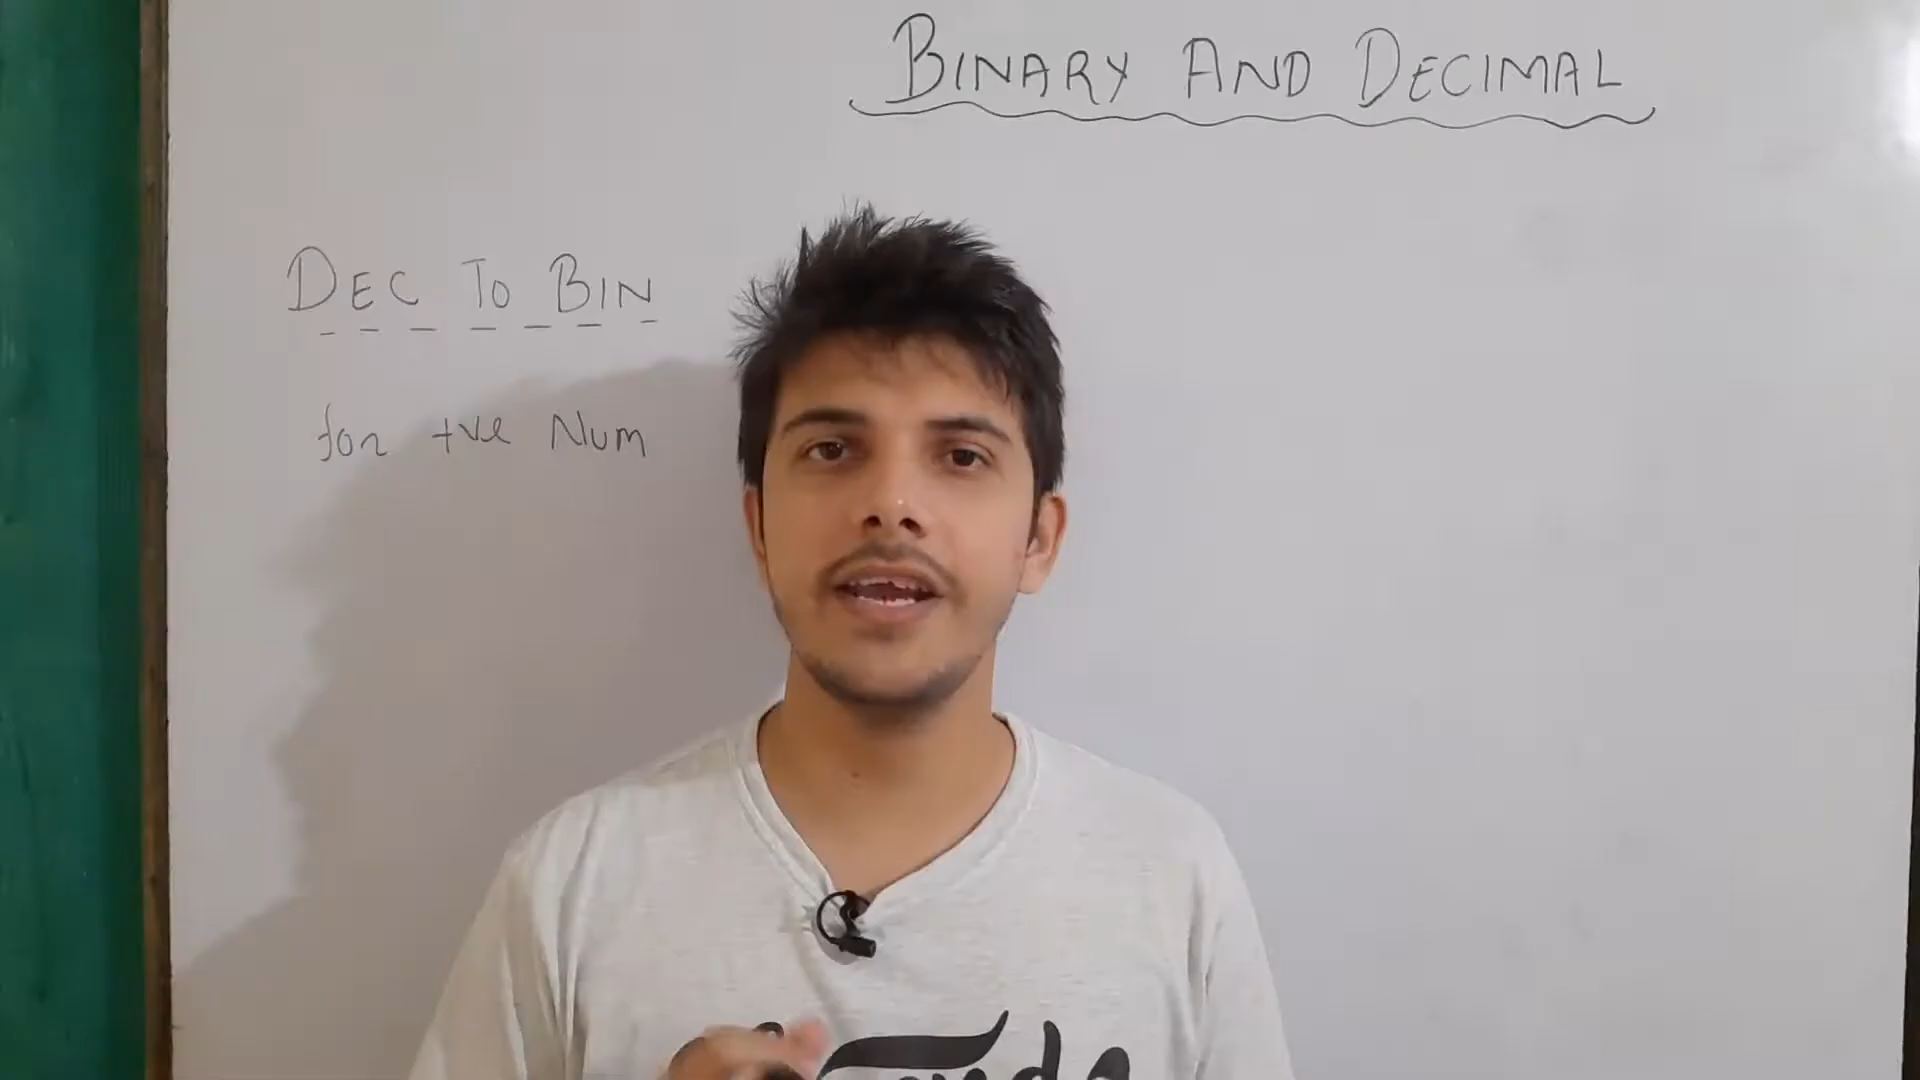 BINARY AND DECIMAL
DEC TO BIN
for +ve Num